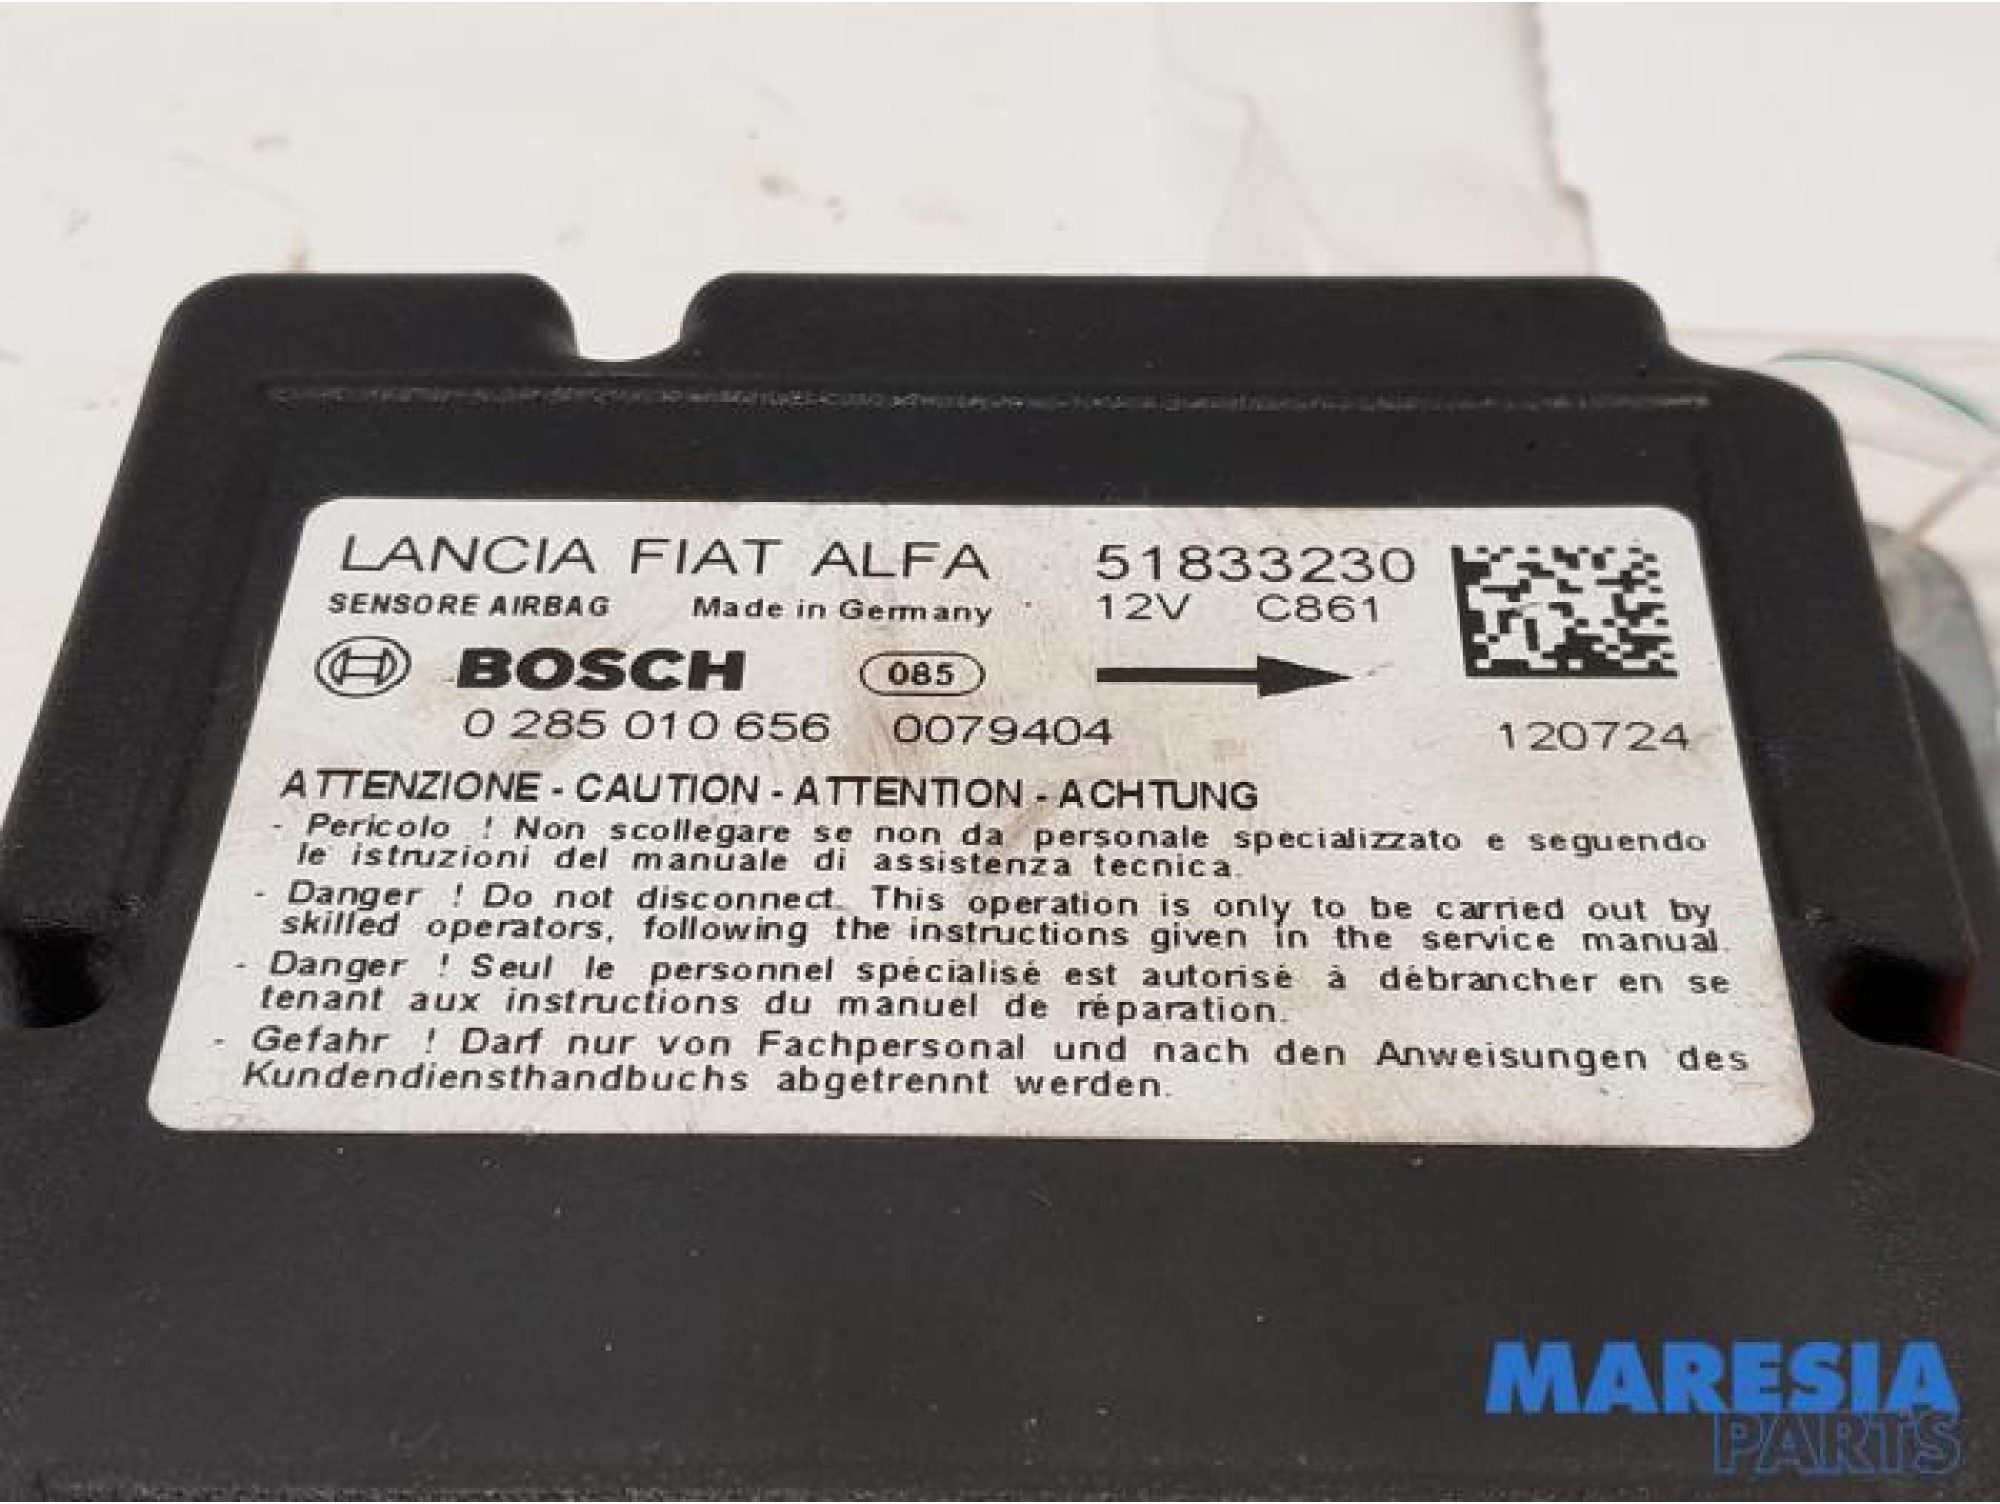 LANCIA FIAT ALFA 51833230
SENSORE AIRBAG Made in Germany 12V C861
BOSCH 085
0 285 010 656 0079404 120724
ATTENZIONE - CAUTION - ATTENTION - ACHTUNG
- Pericolo ! Non scollegare se non da personale specializzato e seguendo
le istruzioni del manuale di assistenza tecnica.
- Danger ! Do not disconnect. This operation is only to be carried out by
skilled operators, following the instructions given in the service manual.
- Danger ! Seul le personnel spécialisé est autorisé à débrancher en se
tenant aux instructions du manuel de réparation.
- Gefahr ! Darf nur von Fachpersonal und nach den Anweisungen des
Kundendiensthandbuchs abgetrennt werden.
MARESIA
PARTS